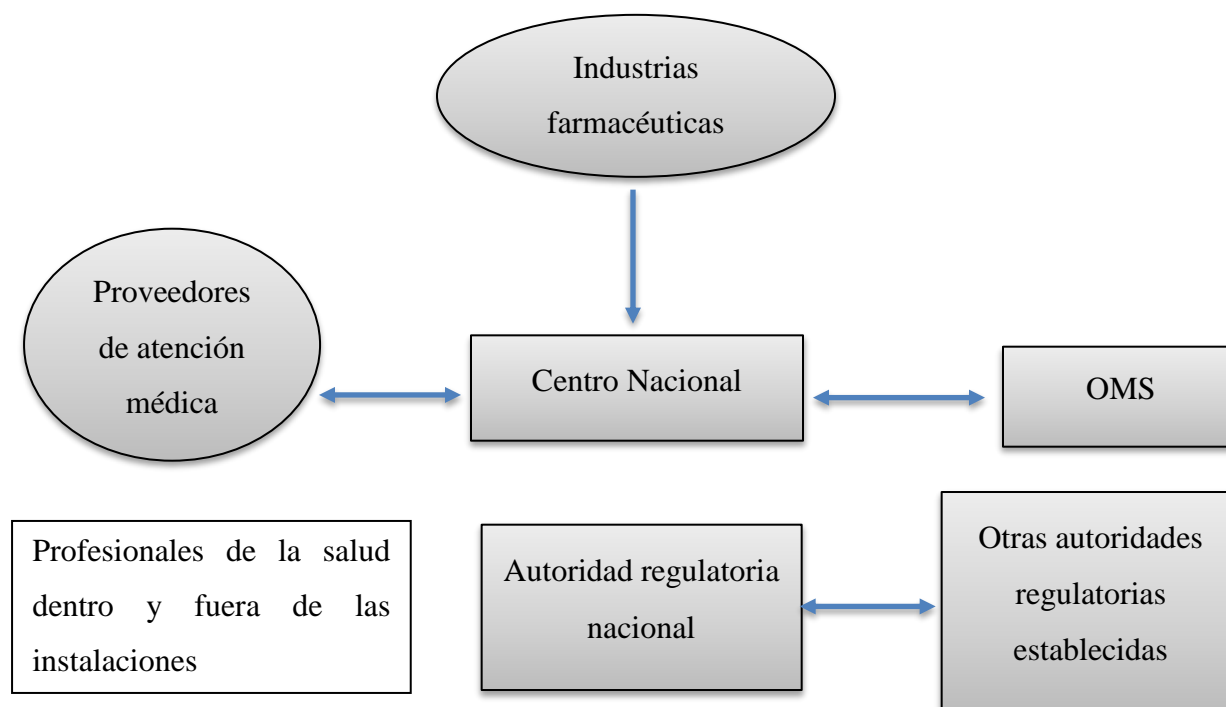 Industrias
farmacéuticas
Proveedores
de atención
médica
Centro Nacional
OMS
Profesionales de la salud
dentro y fuera de las
instalaciones
Autoridad regulatoria
nacional
Otras autoridades
regulatorias
establecidas